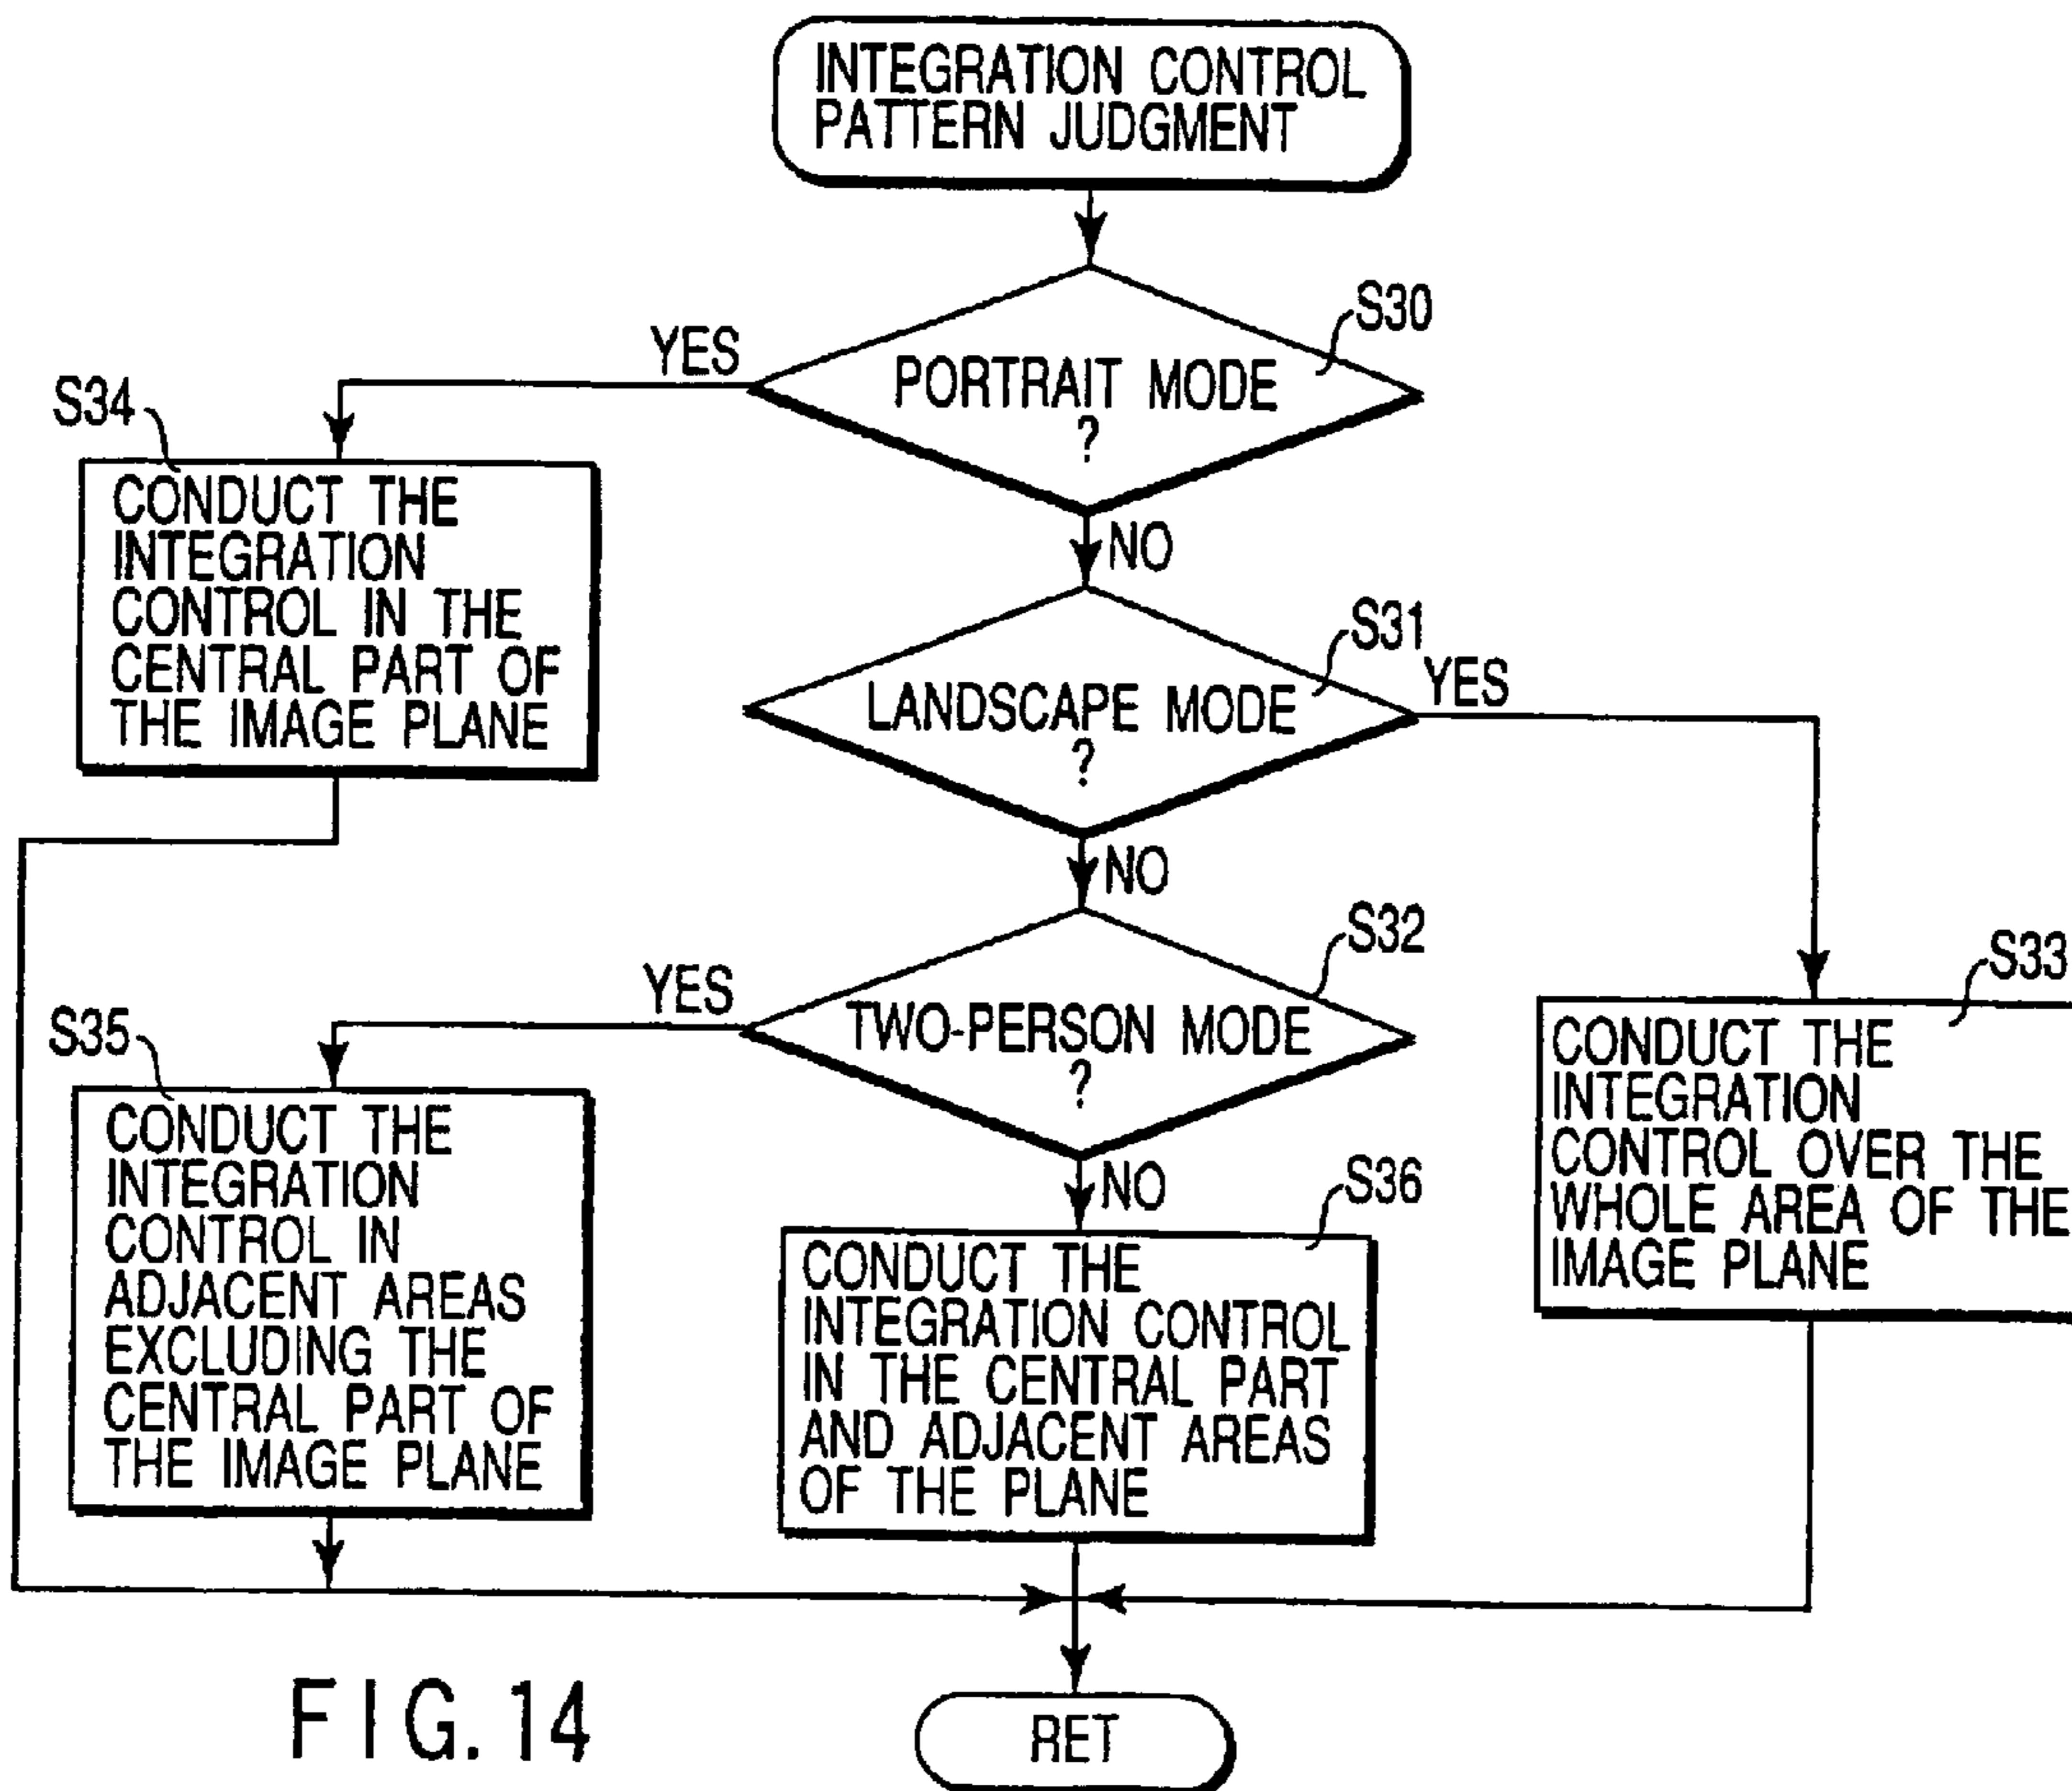 INTEGRATION CONTROL
PATTERN JUDGMENT
S30
YES
PORTRAIT MODE
?
S34
NO
CONDUCT THE
INTEGRATION
CONTROL IN THE
CENTRAL PART OF
THE IMAGE PLANE
S31
YES
LANDSCAPE MODE
?
NO
S32
YES
TWO-PERSON MODE
?
S33
CONDUCT THE
INTEGRATION
CONTROL OVER THE
WHOLE AREA OF THE
IMAGE PLANE
S35
CONDUCT THE
INTEGRATION
CONTROL IN
ADJACENT AREAS
EXCLUDING THE
CENTRAL PART OF
THE IMAGE PLANE
NO
S36
CONDUCT THE
INTEGRATION CONTROL
IN THE CENTRAL PART
AND ADJACENT AREAS
OF THE PLANE
RET
FIG. 14